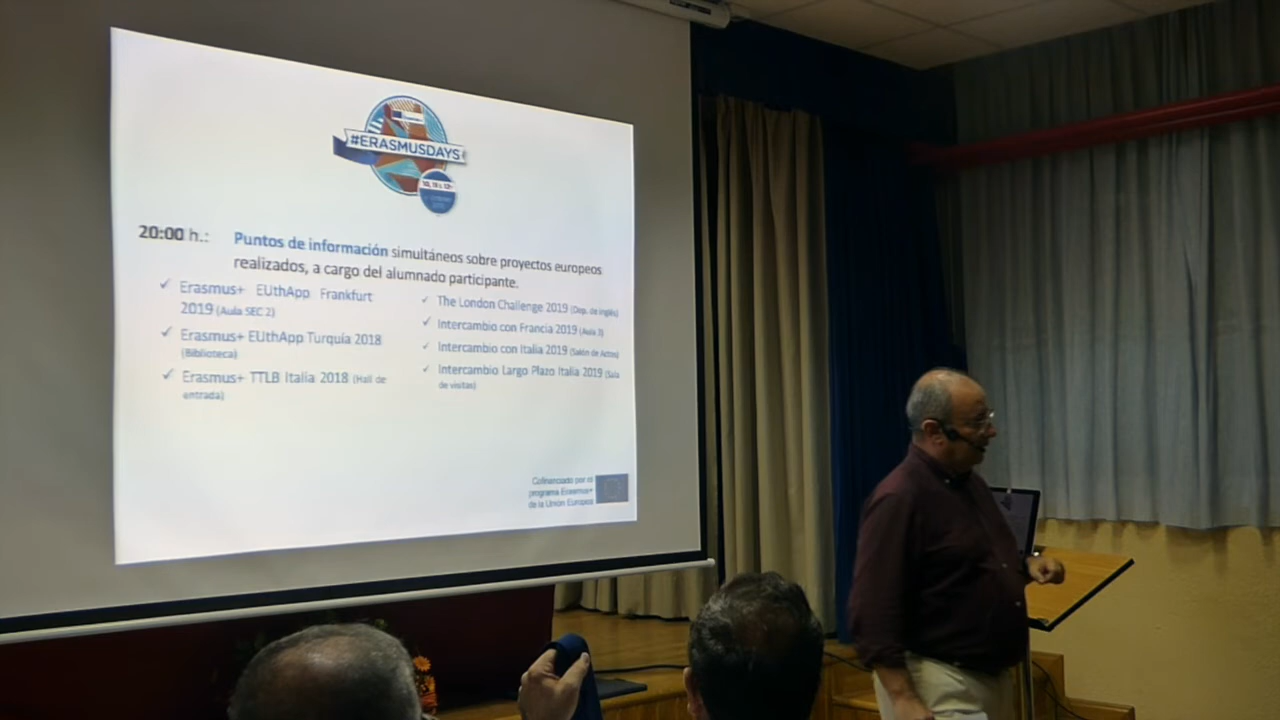 #ERASMUSDAYS
20:00 h.: Puntos de información simultáneos sobre proyectos europeos
realizados, a cargo del alumnado participante.
✓ Erasmus+ EUthApp Frankfurt
2019 (Aula SEC 2)
✓ Erasmus+ EUthApp Turquía 2018
(Biblioteca)
✓ Erasmus+ TTLB Italia 2018 (Hall de
entrada)
✓ The London Challenge 2019 (Dep. de inglés)
✓ Intercambio con Francia 2019 (Aula 3)
✓ Intercambio con Italia 2019 (Salón de Actos)
✓ Intercambio Largo Plazo Italia 2019 (Sala
de visitas)
Cofinanciado por el
programa Erasmus+
de la Unión Europea